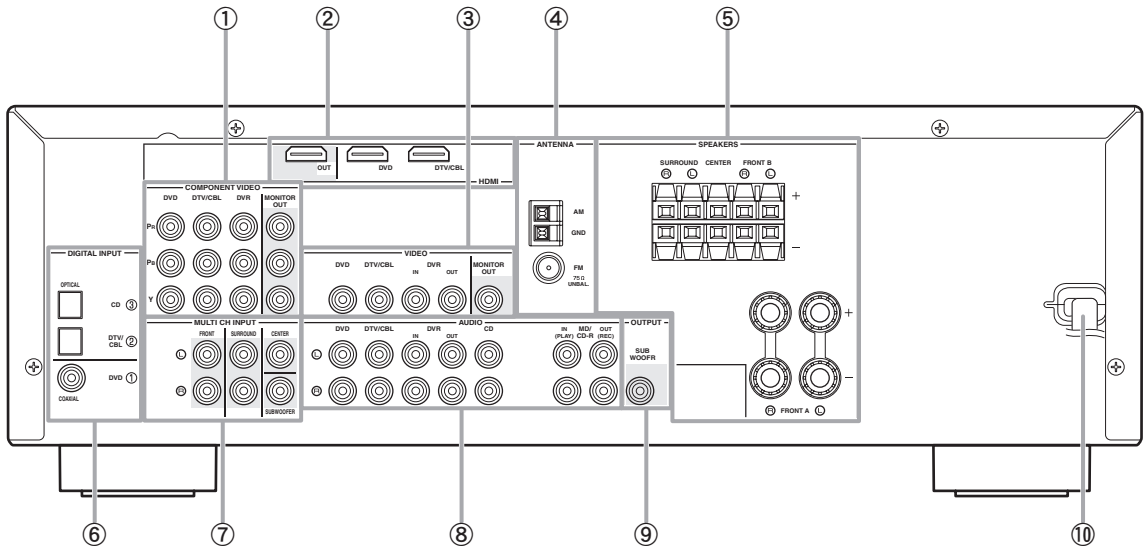 ① ② ③ ④ ⑤
ANTENNA
SPEAKERS
SURROUND CENTER FRONT B
R L R L
OUT DVD DTV/CBL
HDMI
COMPONENT VIDEO
DVD DTV/CBL DVR MONITOR
OUT
AM
GND
+
−
PR
PB
Y
DIGITAL INPUT
OPTICAL
CD ③
DTV/
CBL ②
DVD ①
COAXIAL
VIDEO
DVD DTV/CBL DVR MONITOR
IN OUT OUT
FM
75 Ω
UNBAL.
MULTI CH INPUT
FRONT SURROUND CENTER
L
R
SUBWOOFER
AUDIO
DVD DTV/CBL DVR CD IN MD/ OUT
IN OUT (PLAY) CD-R (REC)
L
R
OUTPUT
SUB
WOOFR
+
−
R FRONT A L
⑥ ⑦ ⑧ ⑨ ⑩